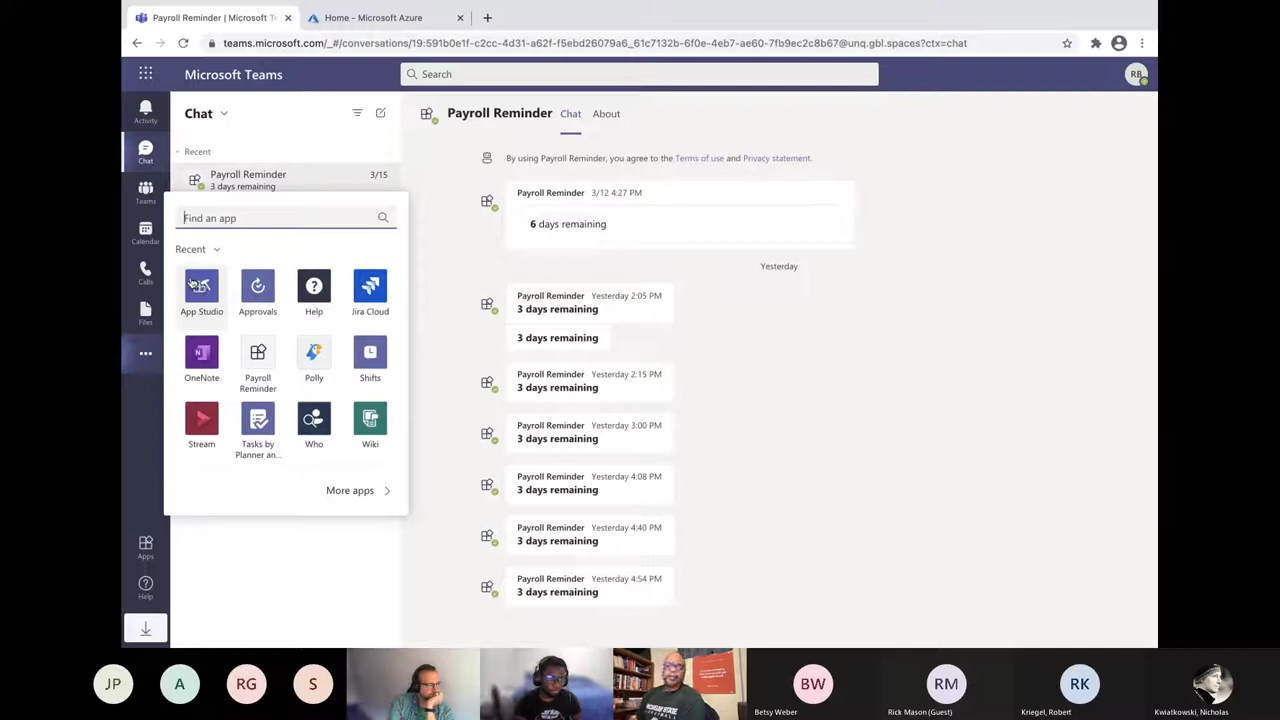 Payroll Reminder | Microsoft Te
Home - Microsoft Azure
teams.microsoft.com/_#/conversations/19:591b0e1f-c2cc-4d31-a62f-f5ebd26079a6_61c7132b-6f0e-4eb7-ae60-7fb9ec2c8b67@unq.gbl.spaces?ctx=chat
Microsoft Teams
Search
RB
Activity
Chat
Teams
Calendar
Calls
Files
Apps
Help
Chat
Recent
Payroll Reminder 3/15
3 days remaining
Find an app
Recent
App Studio Approvals Help Jira Cloud
OneNote Payroll Reminder Polly Shifts
Stream Tasks by Planner an... Who Wiki
More apps
Payroll Reminder Chat About
By using Payroll Reminder, you agree to the Terms of use and Privacy statement.
Payroll Reminder 3/12 4:27 PM
6 days remaining
Yesterday
Payroll Reminder Yesterday 2:05 PM
3 days remaining
3 days remaining
Payroll Reminder Yesterday 2:15 PM
3 days remaining
Payroll Reminder Yesterday 3:00 PM
3 days remaining
Payroll Reminder Yesterday 4:08 PM
3 days remaining
Payroll Reminder Yesterday 4:40 PM
3 days remaining
Payroll Reminder Yesterday 4:54 PM
3 days remaining
JP A RG S BW RM RK
Betsy Weber Rick Mason (Guest) Kriegel, Robert Kwiatkowski, Nicholas